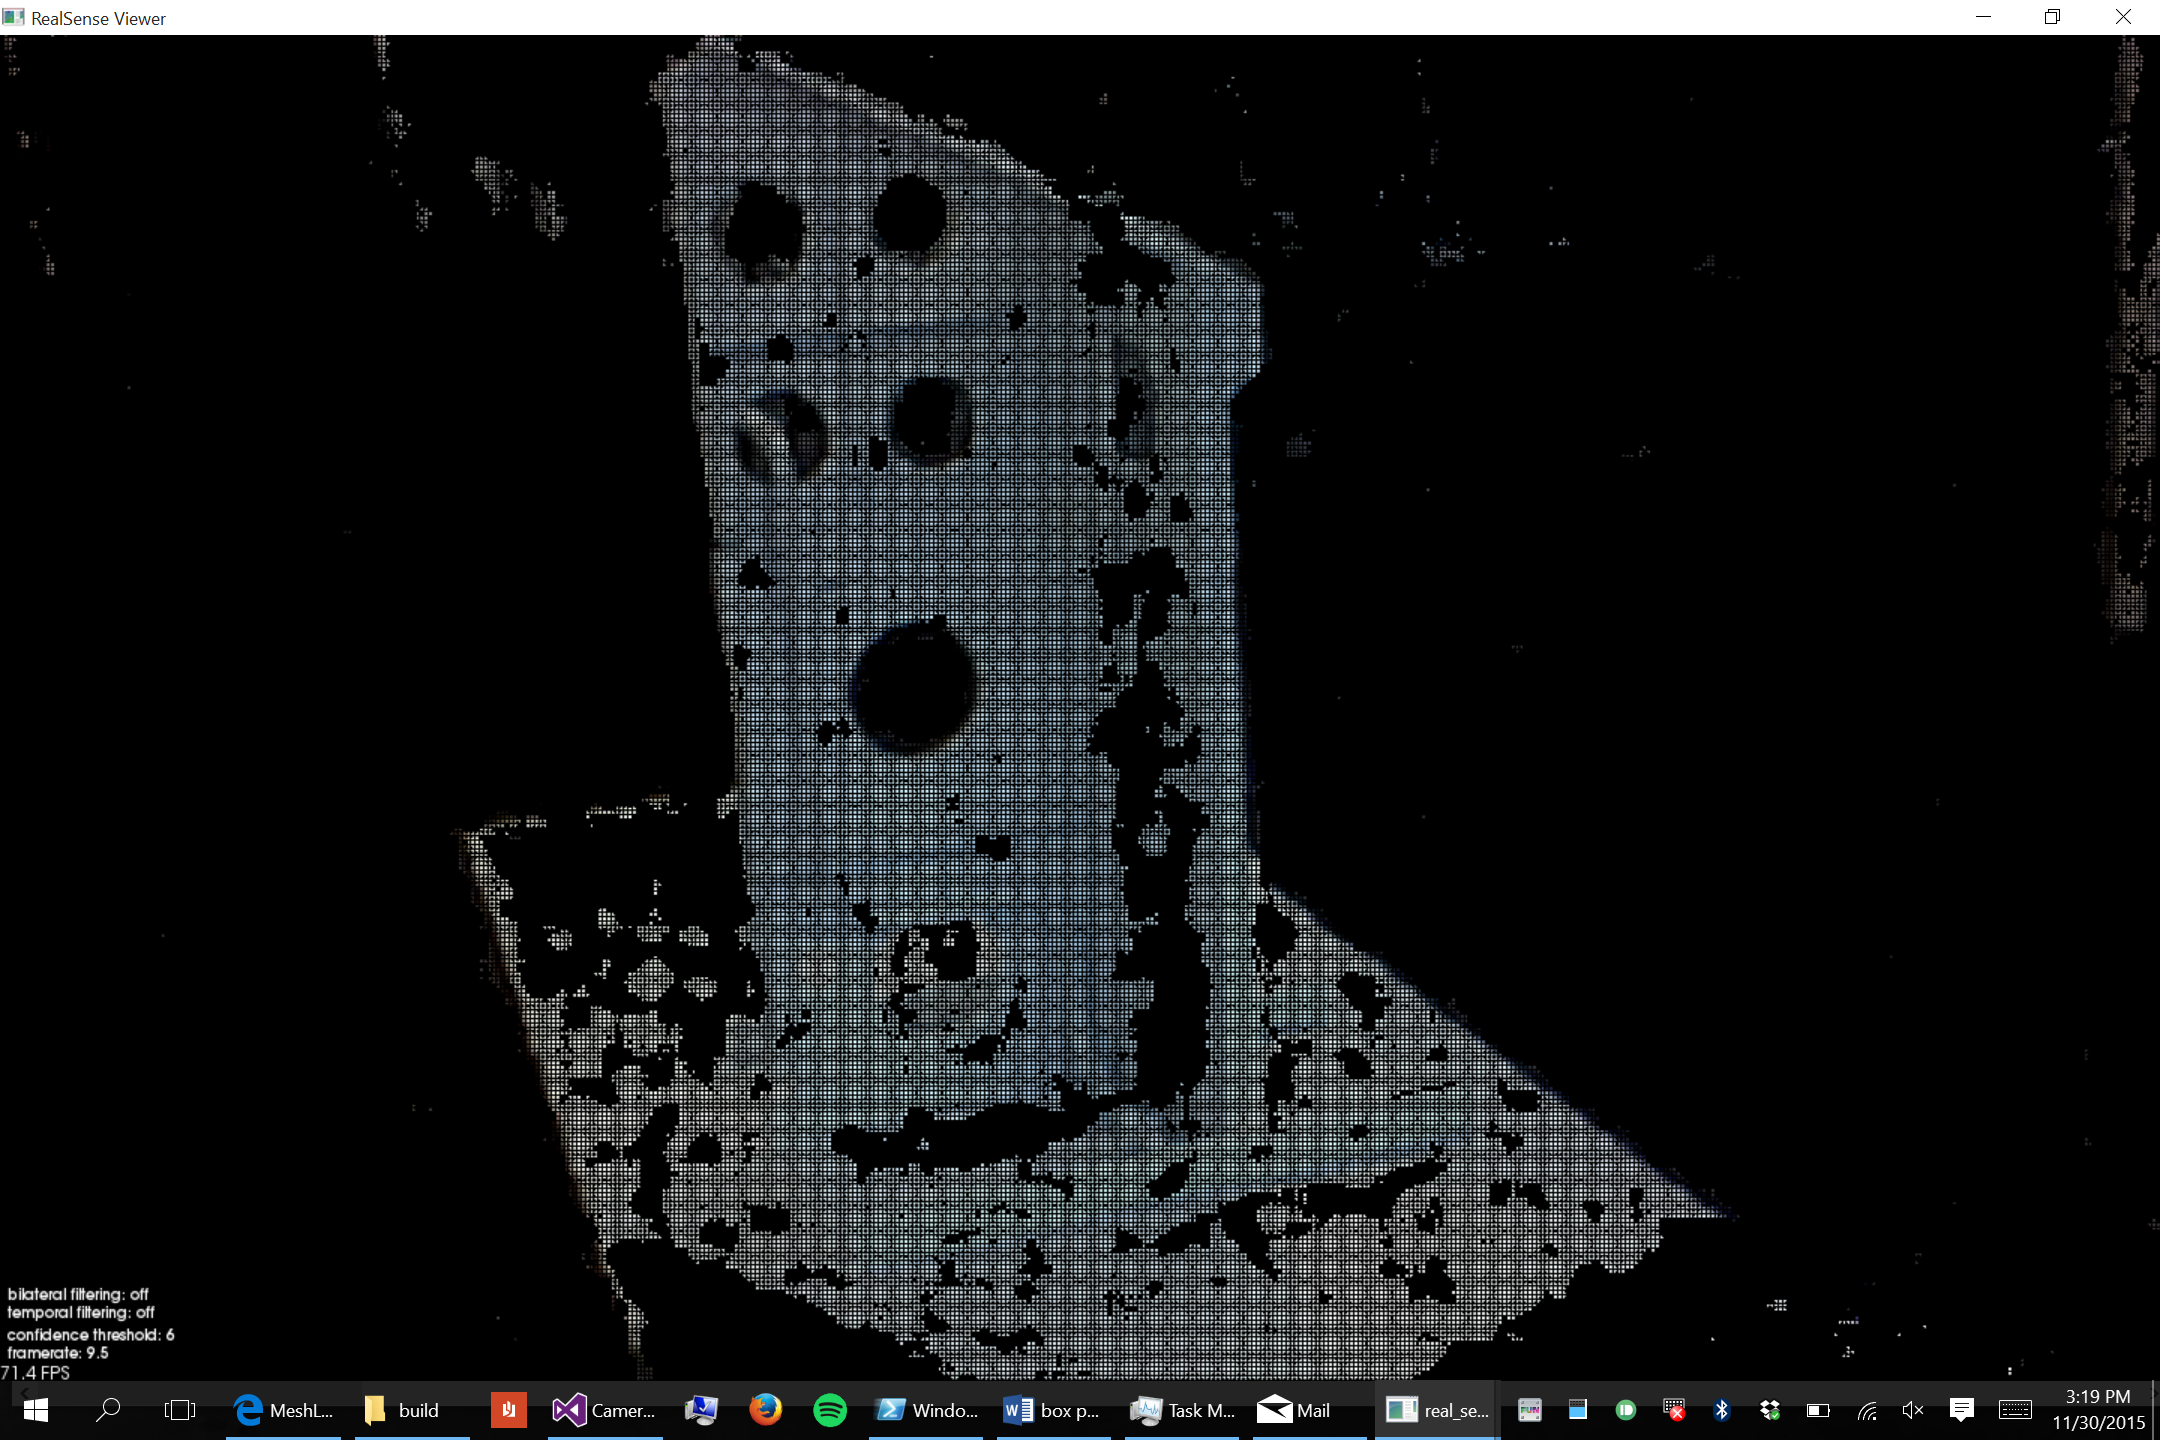 RealSense Viewer
bilateral filtering: off
temporal filtering: off
confidence threshold: 6
framerate: 9.5
71.4 FPS
MeshL... build Camer... Windo... box p... Task M... Mail real_se... FUN 3:19 PM
11/30/2015